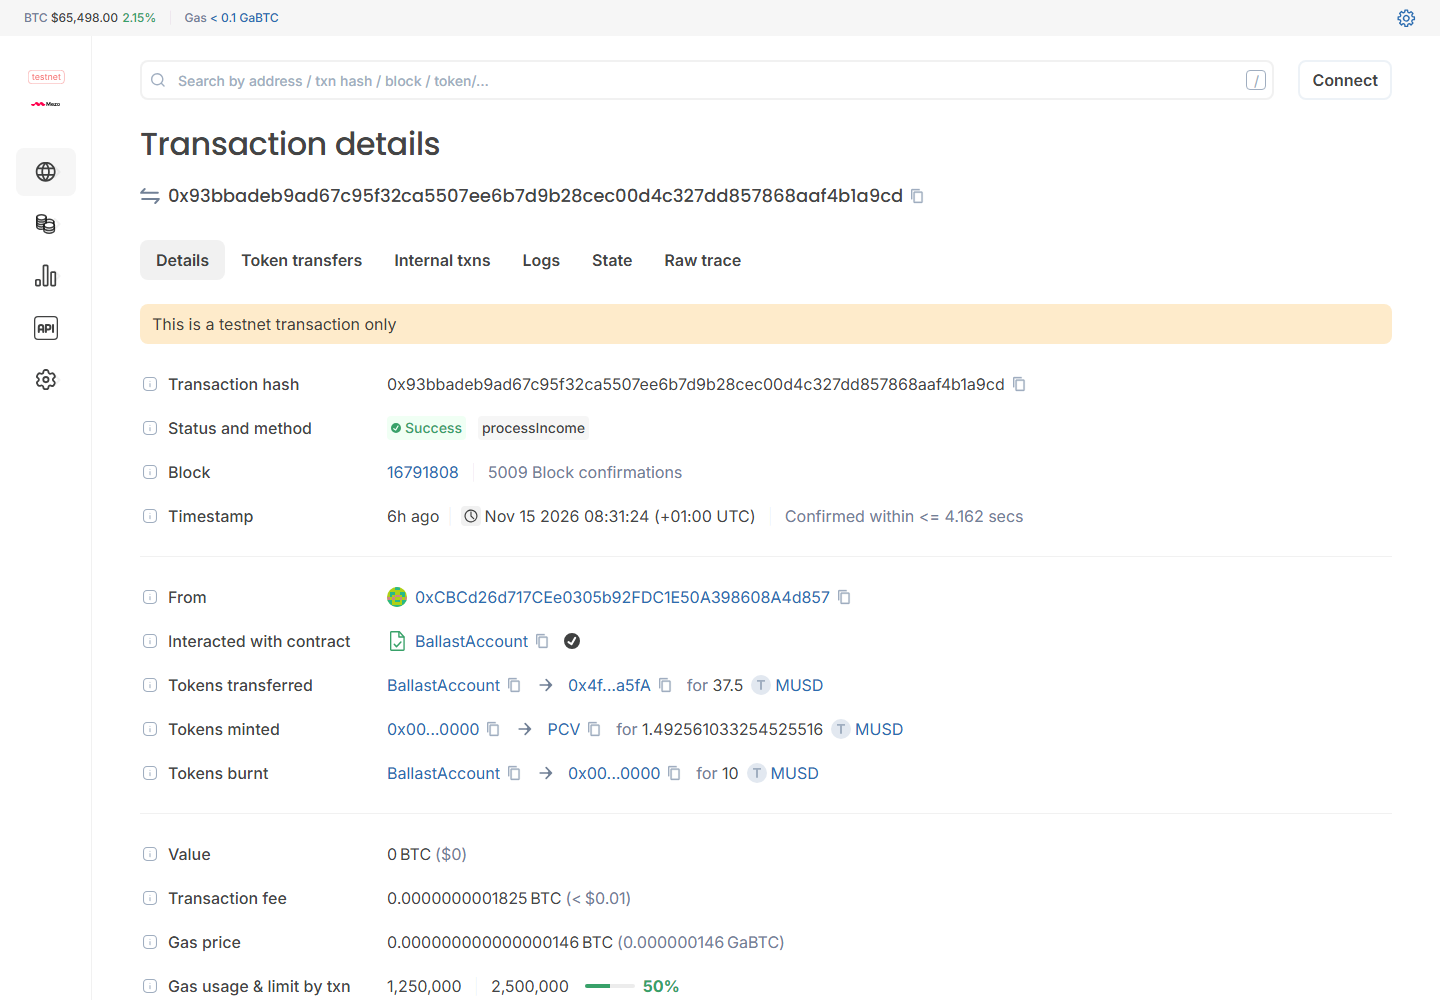 BTC $65,498.00 2.15% Gas < 0.1 GaBTC
testnet
Mezo
Search by address / txn hash / block / token/... /
Connect
Transaction details
0x93bbadeb9ad67c95f32ca5507ee6b7d9b28cec00d4c327dd857868aaf4b1a9cd
Details Token transfers Internal txns Logs State Raw trace
API
This is a testnet transaction only
Transaction hash 0x93bbadeb9ad67c95f32ca5507ee6b7d9b28cec00d4c327dd857868aaf4b1a9cd
Status and method Success processIncome
Block 16791808 5009 Block confirmations
Timestamp 6h ago Nov 15 2026 08:31:24 (+01:00 UTC) Confirmed within <= 4.162 secs
From 0xCBCd26d717CEe0305b92FDC1E50A398608A4d857
Interacted with contract BallastAccount
Tokens transferred BallastAccount → 0x4f...a5fA for 37.5 T MUSD
Tokens minted 0x00...0000 → PCV for 1.492561033254525516 T MUSD
Tokens burnt BallastAccount → 0x00...0000 for 10 T MUSD
Value 0 BTC ($0)
Transaction fee 0.0000000001825 BTC (< $0.01)
Gas price 0.000000000000000146 BTC (0.000000146 GaBTC)
Gas usage & limit by txn 1,250,000 2,500,000 50%